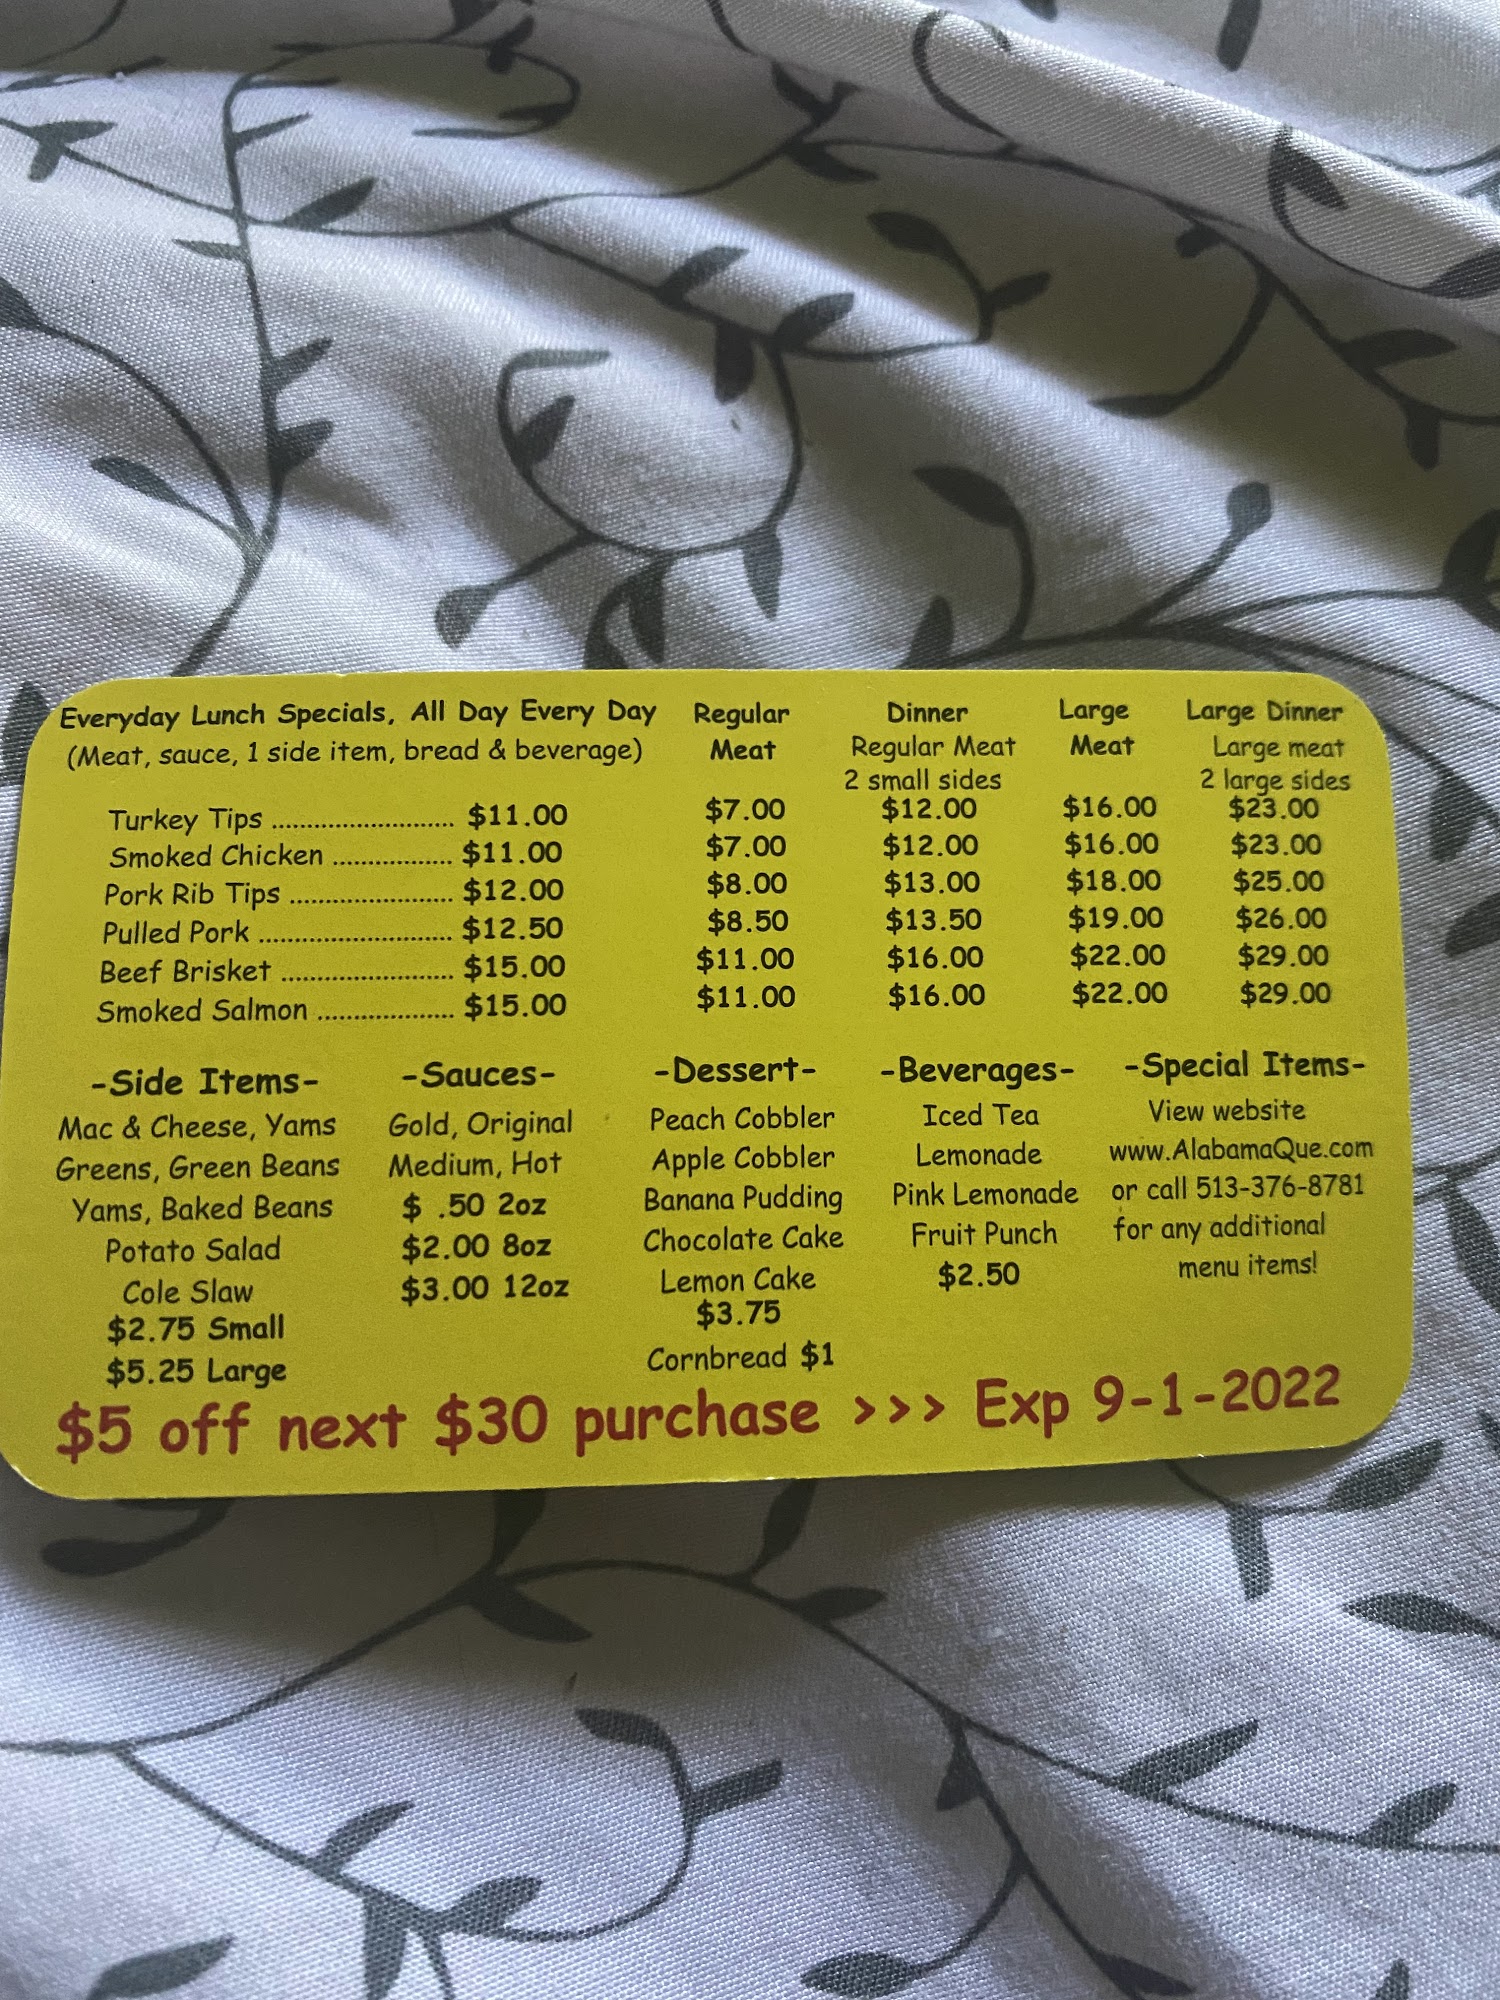 Everyday Lunch Specials, All Day Every Day Regular Dinner Large Large Dinner
(Meat, sauce, 1 side item, bread & beverage) Meat Regular Meat Meat Large meat
2 small sides 2 large sides
Turkey Tips ......................... $11.00 $7.00 $12.00 $16.00 $23.00
Smoked Chicken ................ $11.00 $7.00 $12.00 $16.00 $23.00
Pork Rib Tips ...................... $12.00 $8.00 $13.00 $18.00 $25.00
Pulled Pork .......................... $12.50 $8.50 $13.50 $19.00 $26.00
Beef Brisket ....................... $15.00 $11.00 $16.00 $22.00 $29.00
Smoked Salmon ................... $15.00 $11.00 $16.00 $22.00 $29.00
-Side Items-
Mac & Cheese, Yams
Greens, Green Beans
Yams, Baked Beans
Potato Salad
Cole Slaw
$2.75 Small
$5.25 Large
-Sauces-
Gold, Original
Medium, Hot
$ .50 2oz
$2.00 8oz
$3.00 12oz
-Dessert-
Peach Cobbler
Apple Cobbler
Banana Pudding
Chocolate Cake
Lemon Cake
$3.75
Cornbread $1
-Beverages-
Iced Tea
Lemonade
Pink Lemonade
Fruit Punch
$2.50
-Special Items-
View website
www.AlabamaQue.com
or call 513-376-8781
for any additional
menu items!
$5 off next $30 purchase >>> Exp 9-1-2022